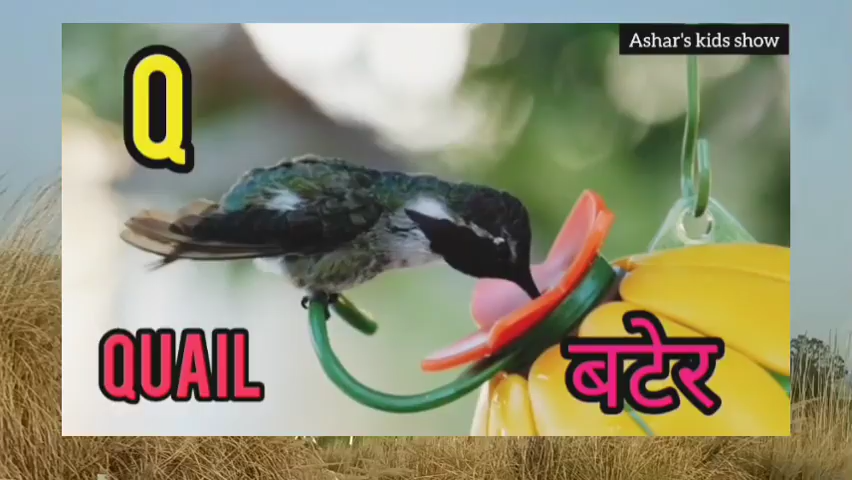 Ashar's kids show
Q
QUAIL
बटेर